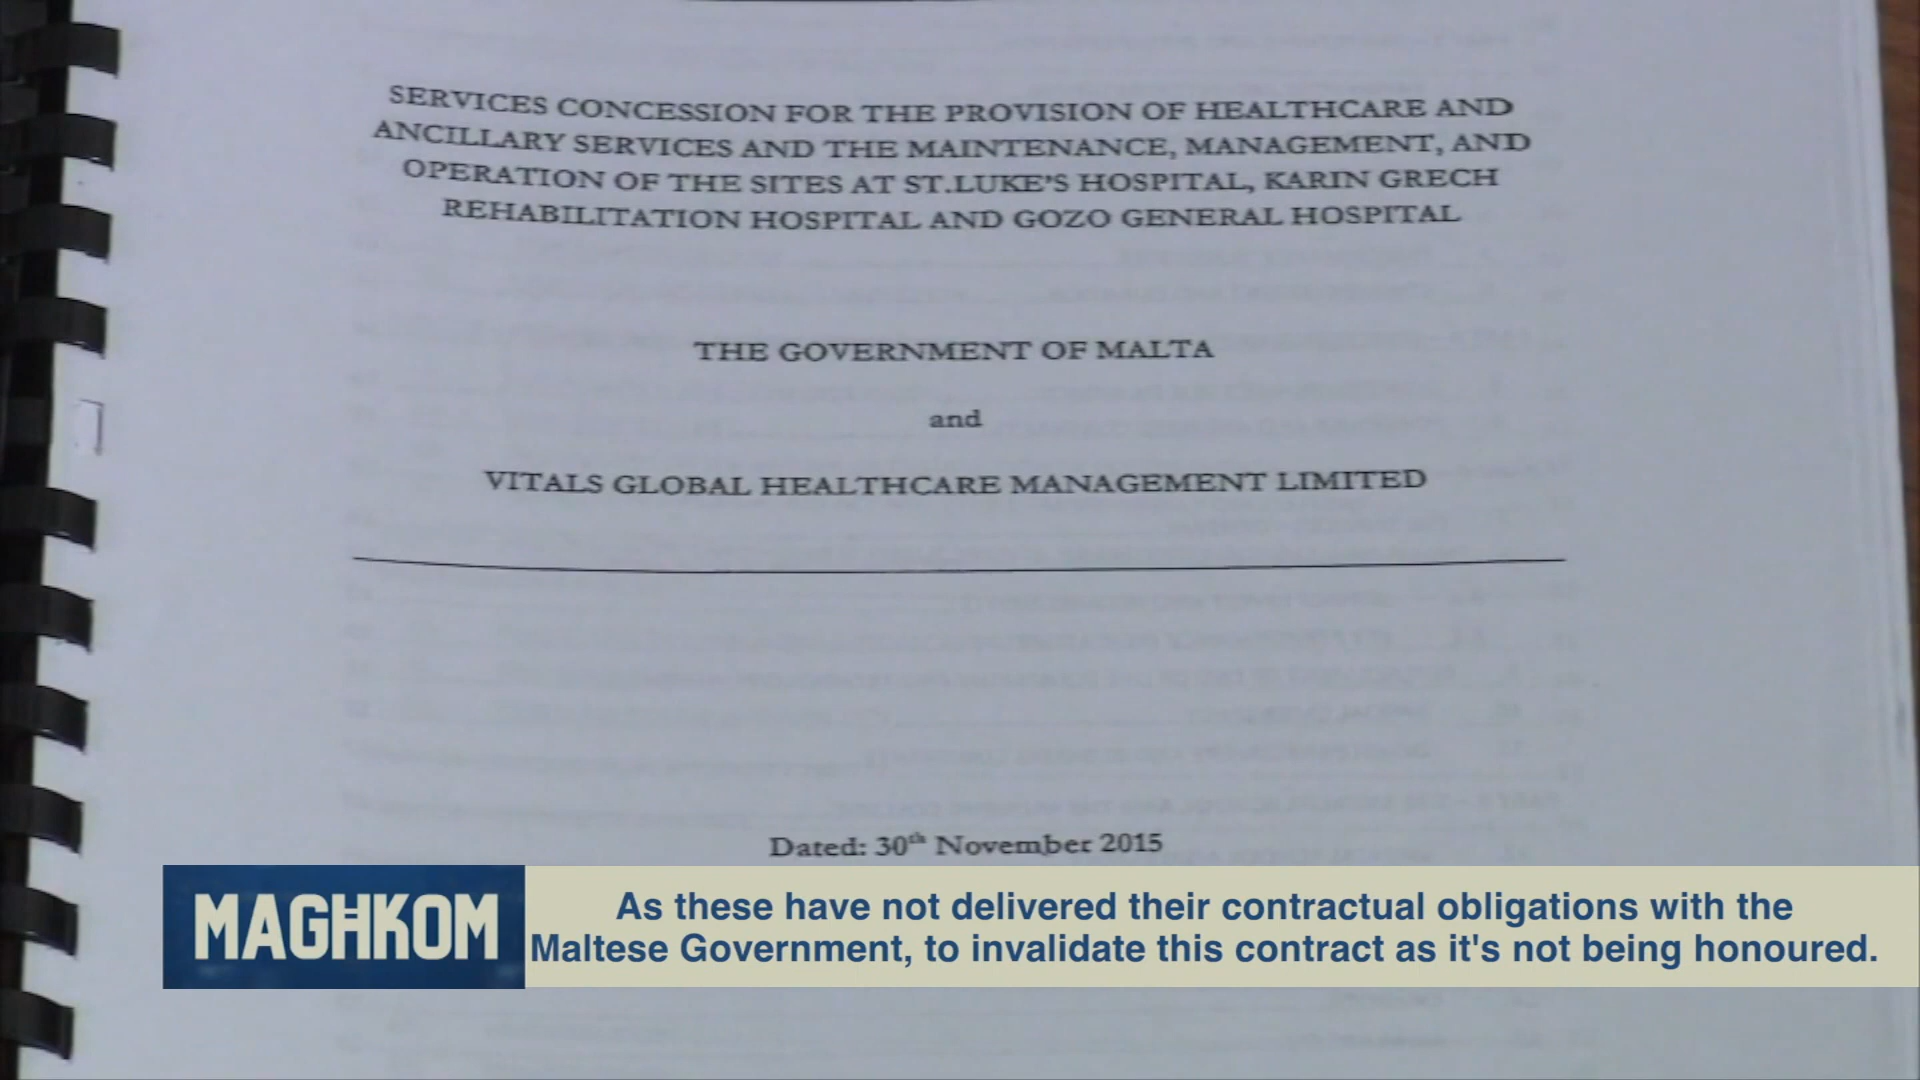 SERVICES CONCESSION FOR THE PROVISION OF HEALTHCARE AND
ANCILLARY SERVICES AND THE MAINTENANCE, MANAGEMENT, AND
OPERATION OF THE SITES AT ST.LUKE'S HOSPITAL, KARIN GRECH
REHABILITATION HOSPITAL AND GOZO GENERAL HOSPITAL
THE GOVERNMENT OF MALTA
and
VITALS GLOBAL HEALTHCARE MANAGEMENT LIMITED
Dated: 30th November 2015
MAGĦKOM
As these have not delivered their contractual obligations with the
Maltese Government, to invalidate this contract as it's not being honoured.